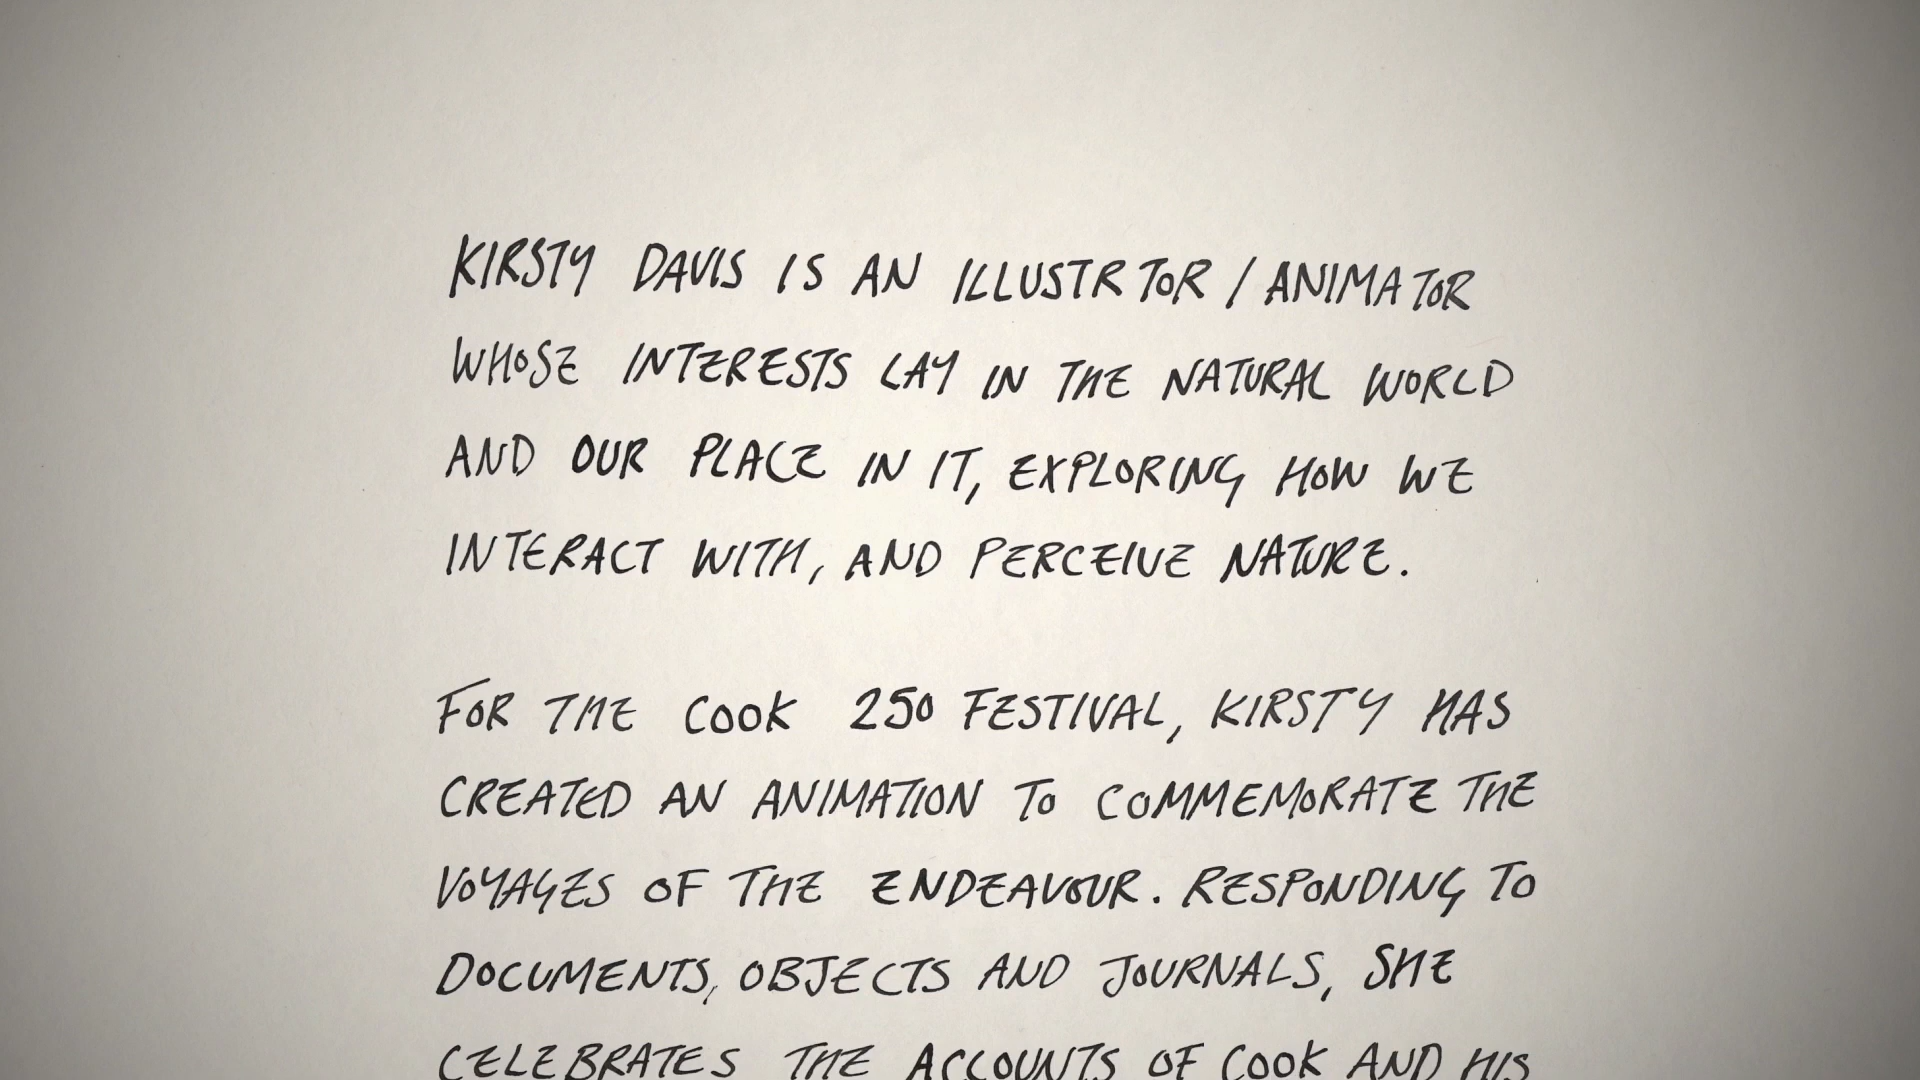 KIRSTY DAVIS IS AN ILLUSTRTOR / ANIMATOR
WHOSE INTERESTS LAY IN THE NATURAL WORLD
AND OUR PLACE IN IT, EXPLORING HOW WE
INTERACT WITH, AND PERCEIVE NATURE.
FOR THE COOK 250 FESTIVAL, KIRSTY HAS
CREATED AN ANIMATION TO COMMEMORATE THE
VOYAGES OF THE ENDEAVOUR. RESPONDING TO
DOCUMENTS, OBJECTS AND JOURNALS, SHE
CELEBRATES THE ACCOUNTS OF COOK AND HIS